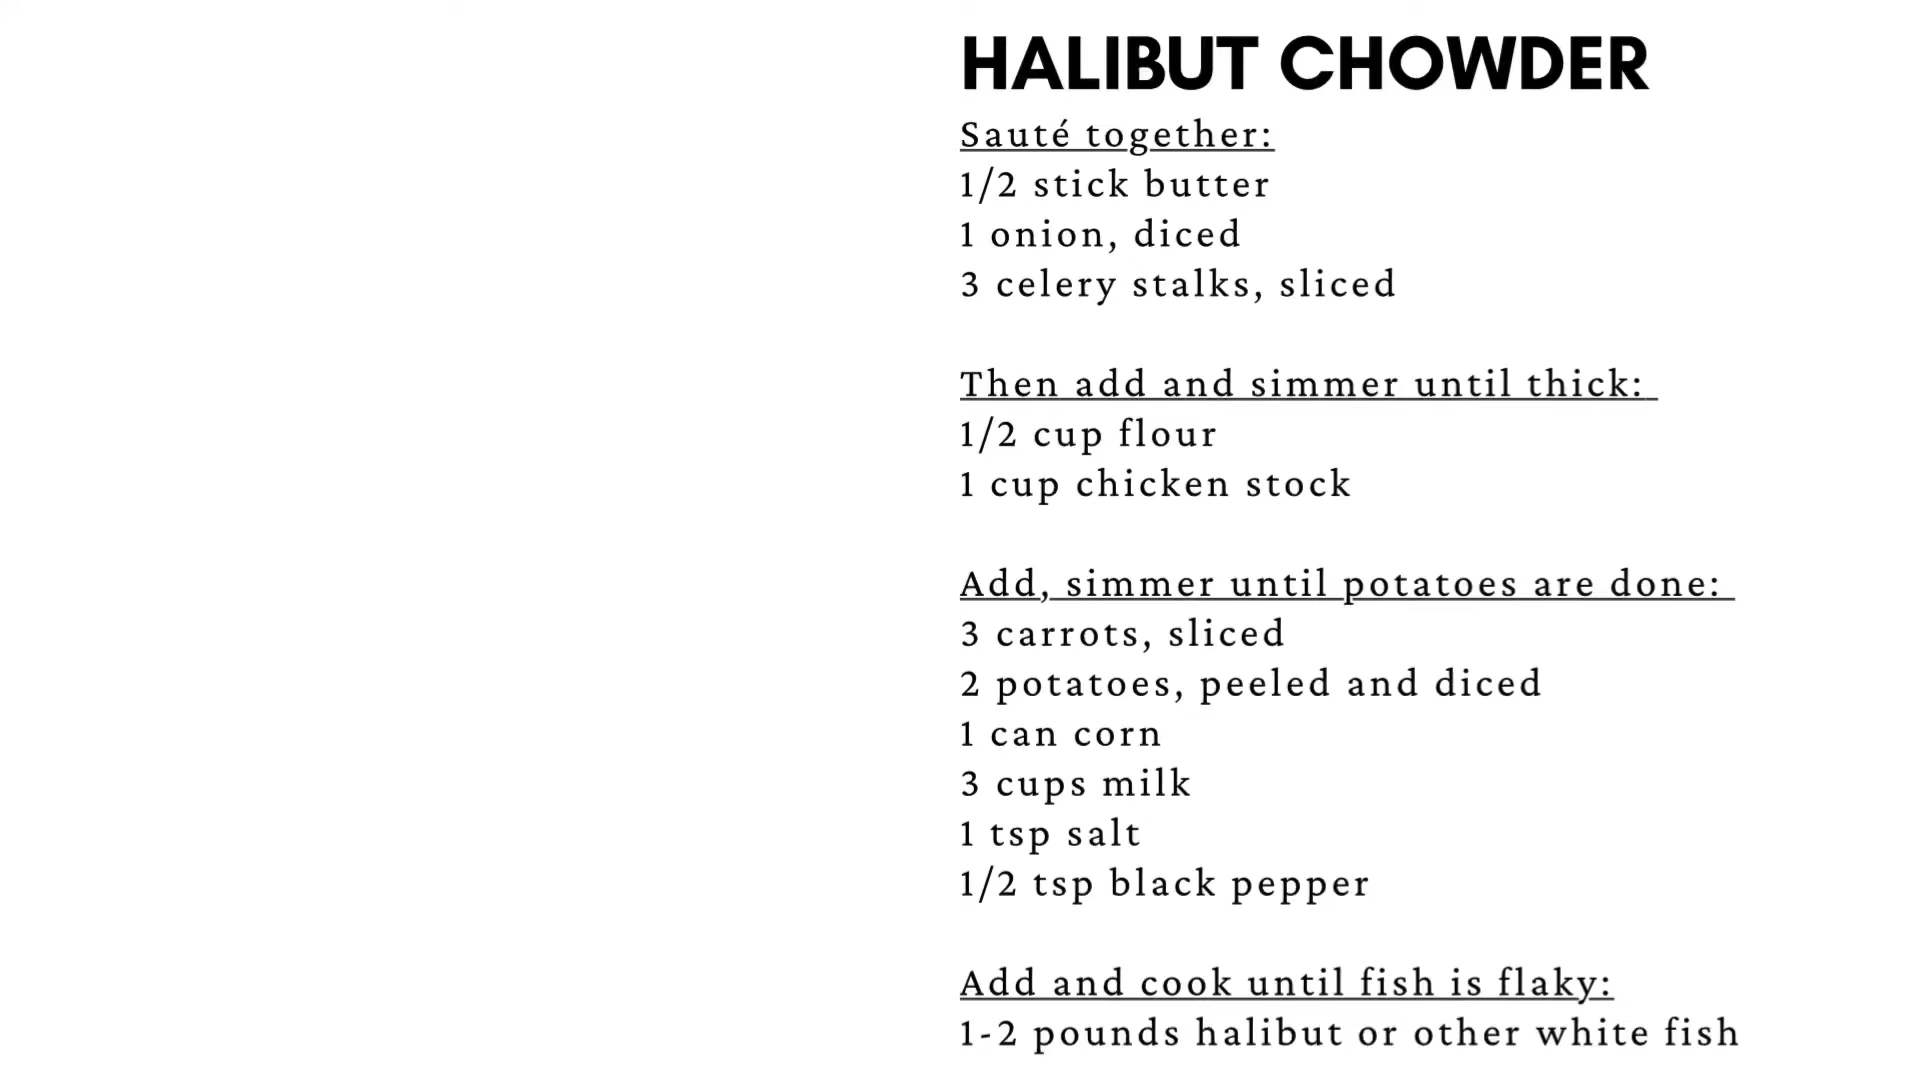 HALIBUT CHOWDER
Sauté together:
1/2 stick butter
1 onion, diced
3 celery stalks, sliced
Then add and simmer until thick:
1/2 cup flour
1 cup chicken stock
Add, simmer until potatoes are done:
3 carrots, sliced
2 potatoes, peeled and diced
1 can corn
3 cups milk
1 tsp salt
1/2 tsp black pepper
Add and cook until fish is flaky:
1-2 pounds halibut or other white fish